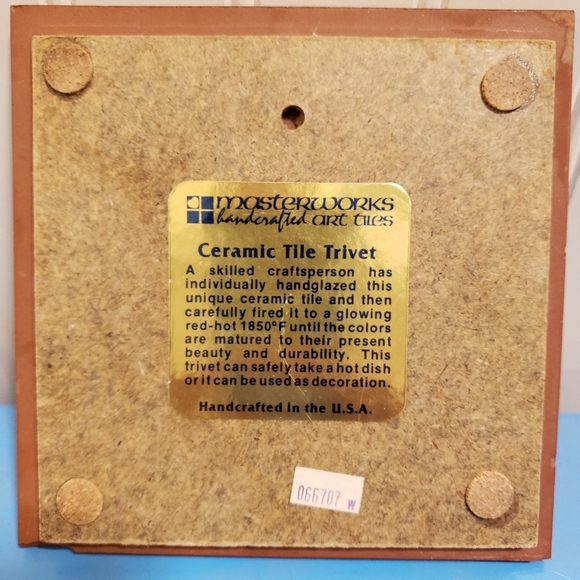 masterworks
handcrafted ART TILES
Ceramic Tile Trivet
A skilled craftsperson has
individually handglazed this
unique ceramic tile and then
carefully fired it to a glowing
red-hot 1850°F until the colors
are matured to their present
beauty and durability. This
trivet can safely take a hot dish
or it can be used as decoration.
Handcrafted in the U.S.A.
066707 W